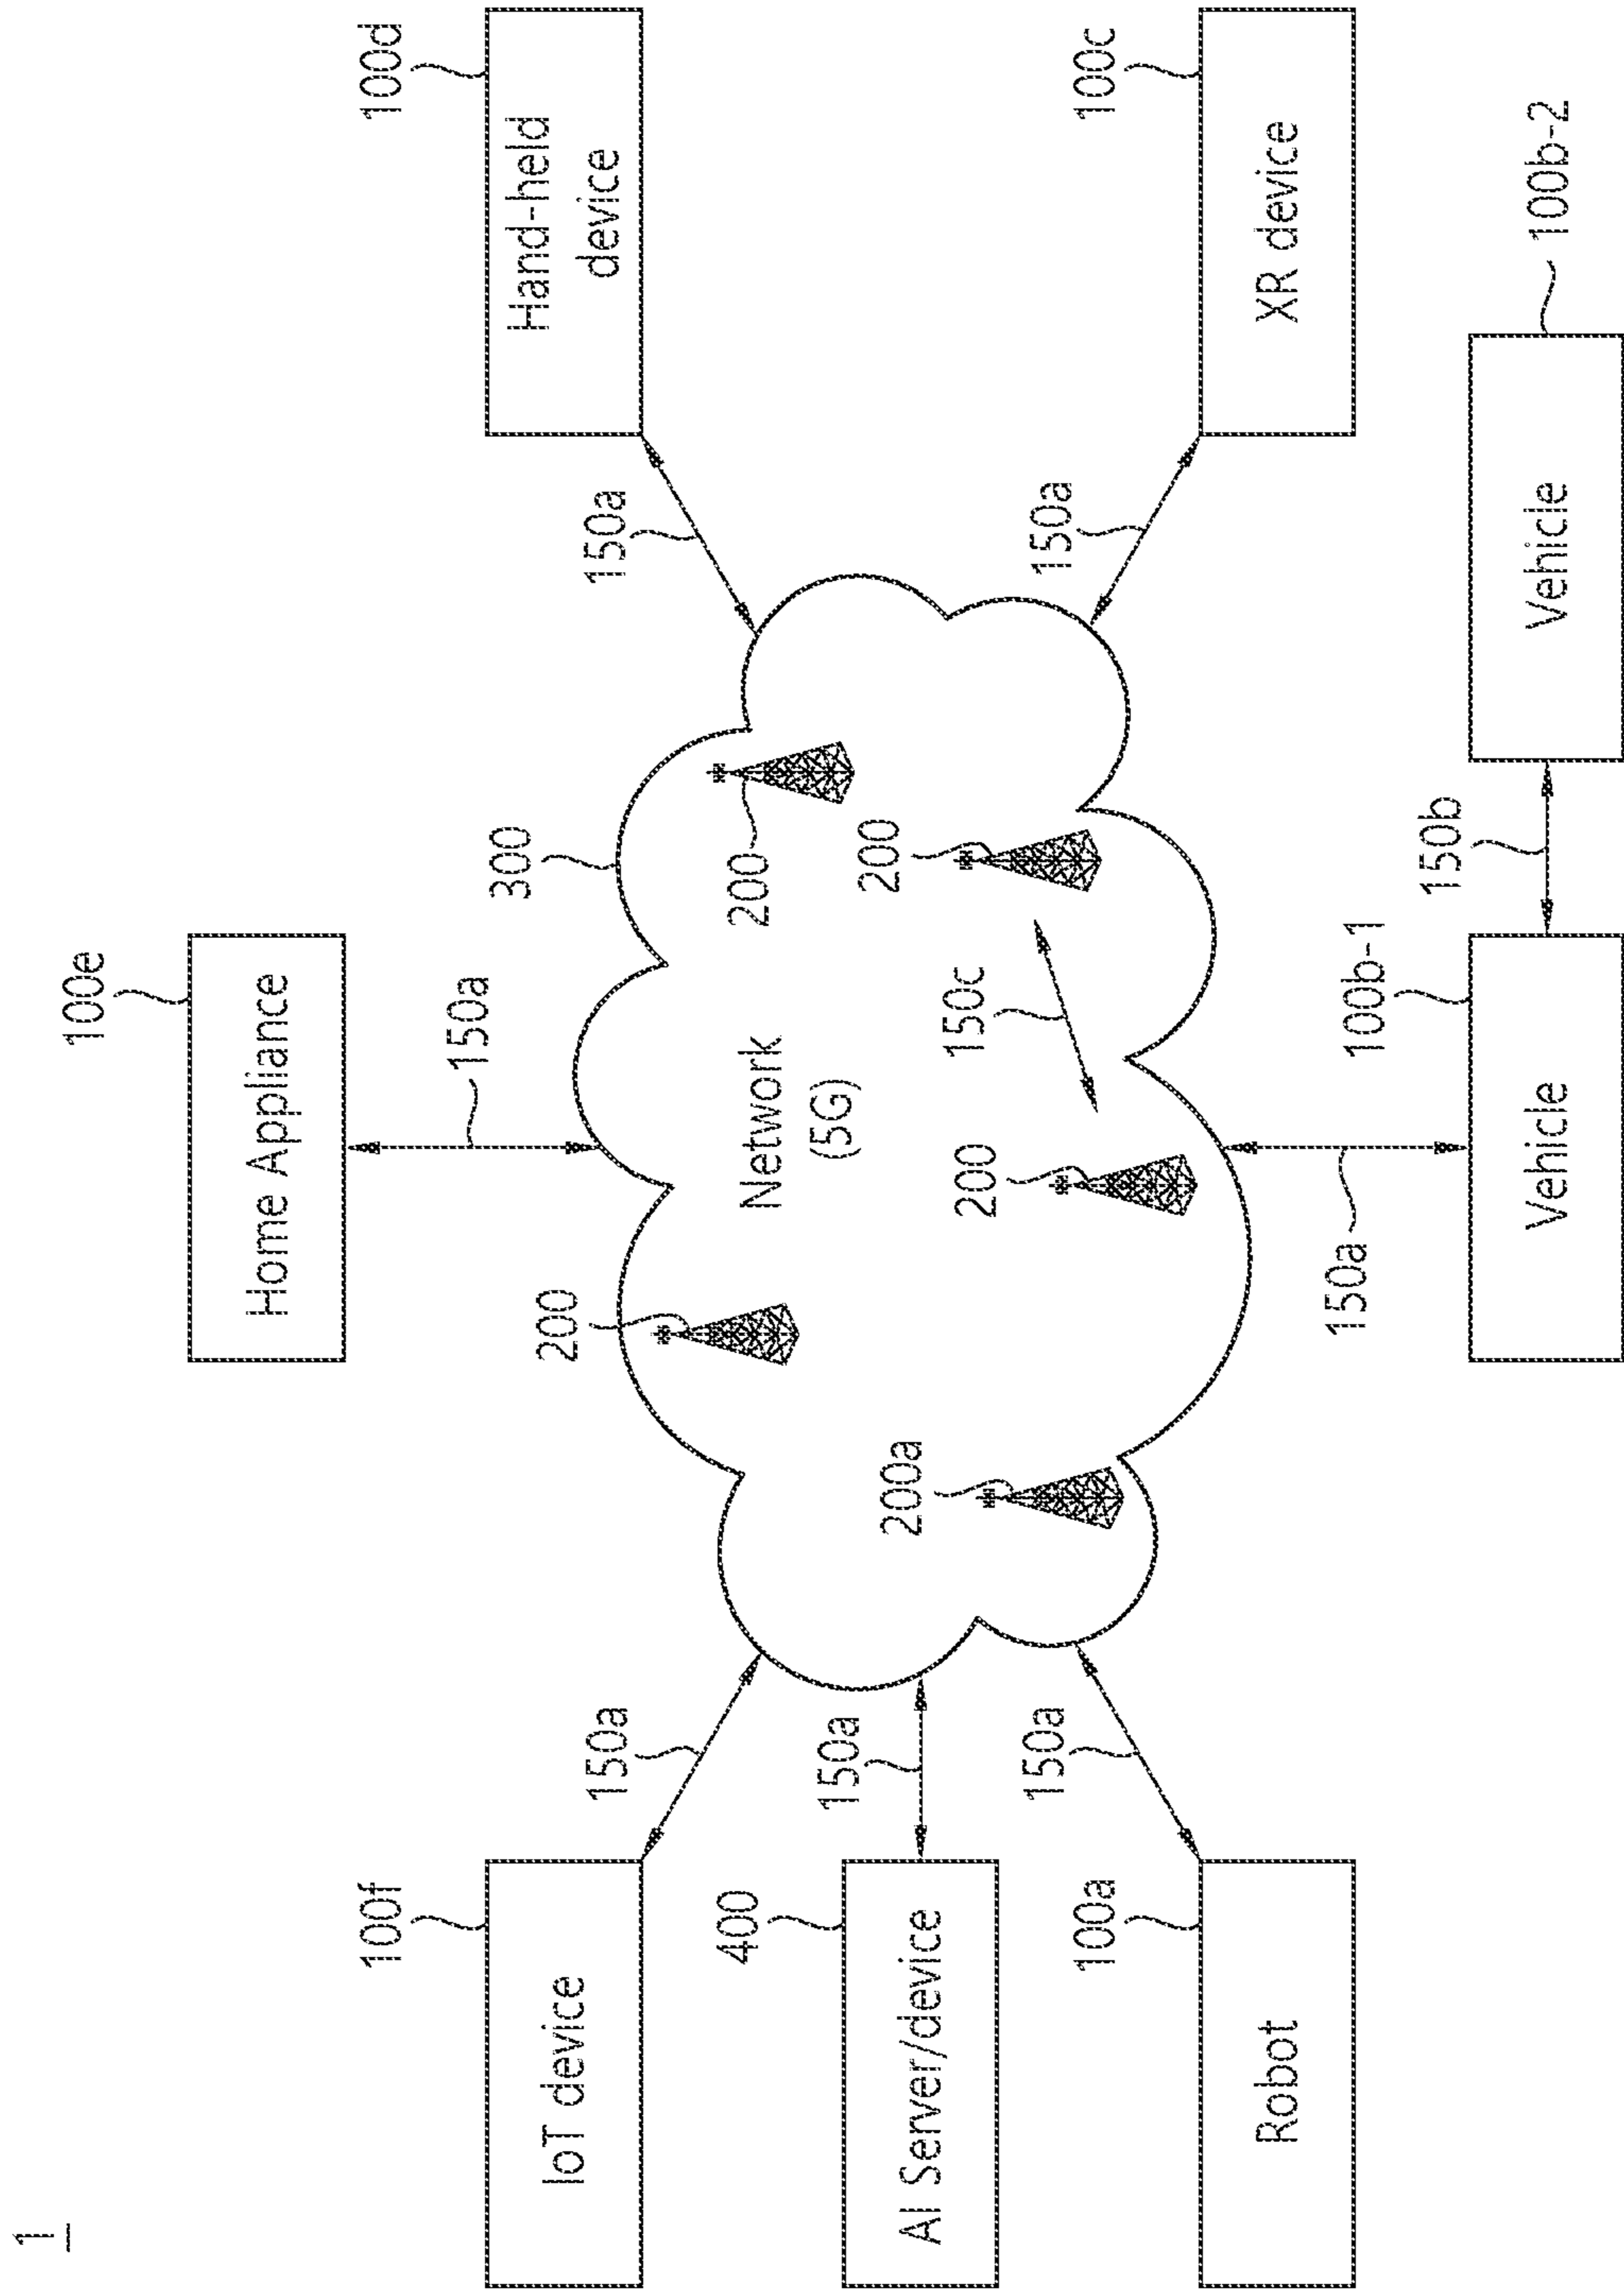 1
Home Appliance
100e
150a
IoT device
100f
150a
300
Hand-held
device
100d
150a
200
200
Network
(5G)
200
AI Server/device
400
150a
200a
200
150c
200
Robot
100a
150a
XR device
100c
150a
150a
Vehicle
100b-1
150b
Vehicle
100b-2